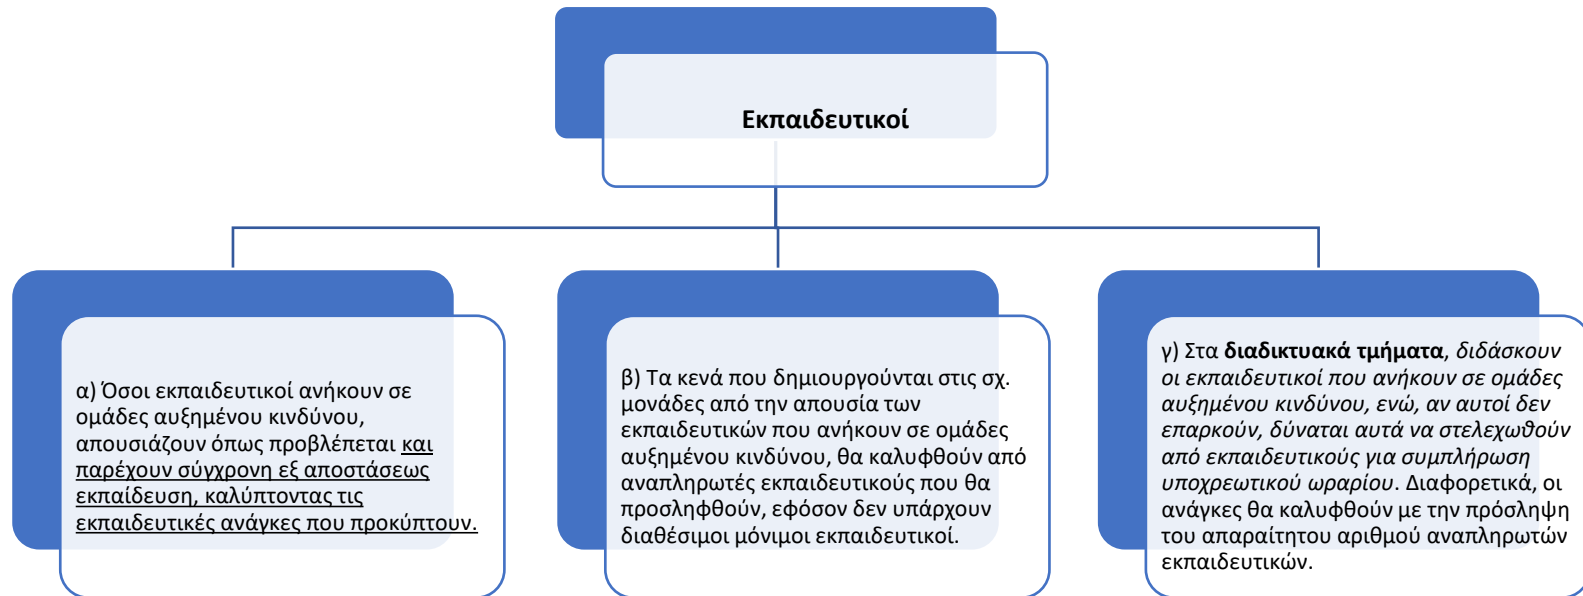 Εκπαιδευτικοί
α) Όσοι εκπαιδευτικοί ανήκουν σε
ομάδες αυξημένου κινδύνου,
απουσιάζουν όπως προβλέπεται και
παρέχουν σύγχρονη εξ αποστάσεως
εκπαίδευση, καλύπτοντας τις
εκπαιδευτικές ανάγκες που προκύπτουν.
β) Τα κενά που δημιουργούνται στις σχ.
μονάδες από την απουσία των
εκπαιδευτικών που ανήκουν σε ομάδες
αυξημένου κινδύνου, θα καλυφθούν από
αναπληρωτές εκπαιδευτικούς που θα
προσληφθούν, εφόσον δεν υπάρχουν
διαθέσιμοι μόνιμοι εκπαιδευτικοί.
γ) Στα διαδικτυακά τμήματα, διδάσκουν
οι εκπαιδευτικοί που ανήκουν σε ομάδες
αυξημένου κινδύνου, ενώ, αν αυτοί δεν
επαρκούν, δύναται αυτά να στελεχωθούν
από εκπαιδευτικούς για συμπλήρωση
υποχρεωτικού ωραρίου. Διαφορετικά, οι
ανάγκες θα καλυφθούν με την πρόσληψη
του απαραίτητου αριθμού αναπληρωτών
εκπαιδευτικών.